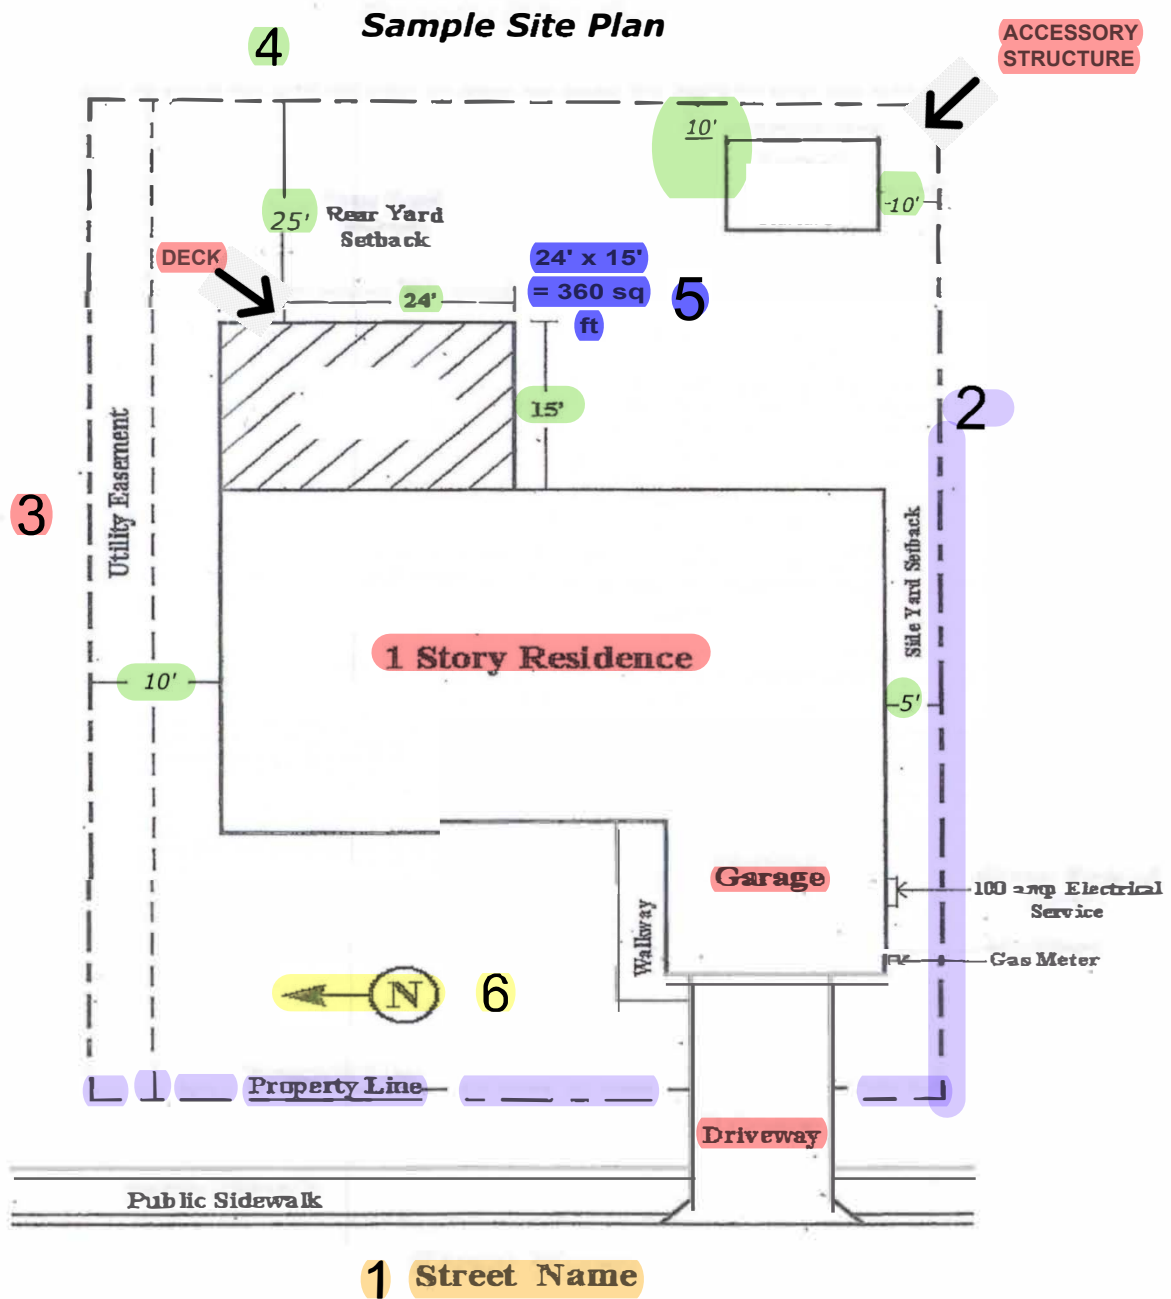 Sample Site Plan
4
ACCESSORY
STRUCTURE
10'
10'
25'
Rear Yard
Setback
DECK
24'
24' x 15'
= 360 sq
ft
5
15'
2
Utility Easement
3
Side Yard Setback
1 Story Residence
10'
5'
Garage
100 amp Electrical
Service
Walkway
Gas Meter
N
6
Property Line
Driveway
Public Sidewalk
1 Street Name